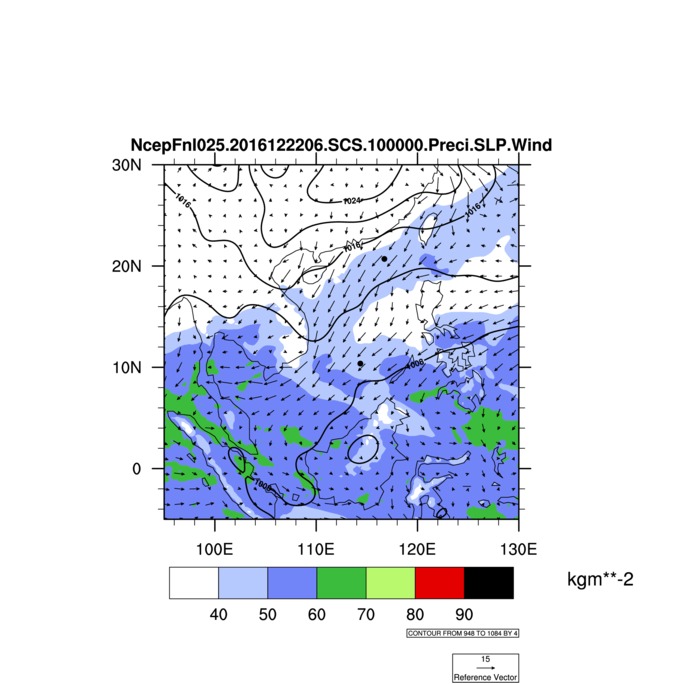 NcepFnl025.2016122206.SCS.100000.Preci.SLP.Wind
30N
20N
10N
0
1016
1024
1016
1016
1008
1008
100E 110E 120E 130E
40 50 60 70 80 90
kgm**-2
CONTOUR FROM 948 TO 1084 BY 4
15
Reference Vector